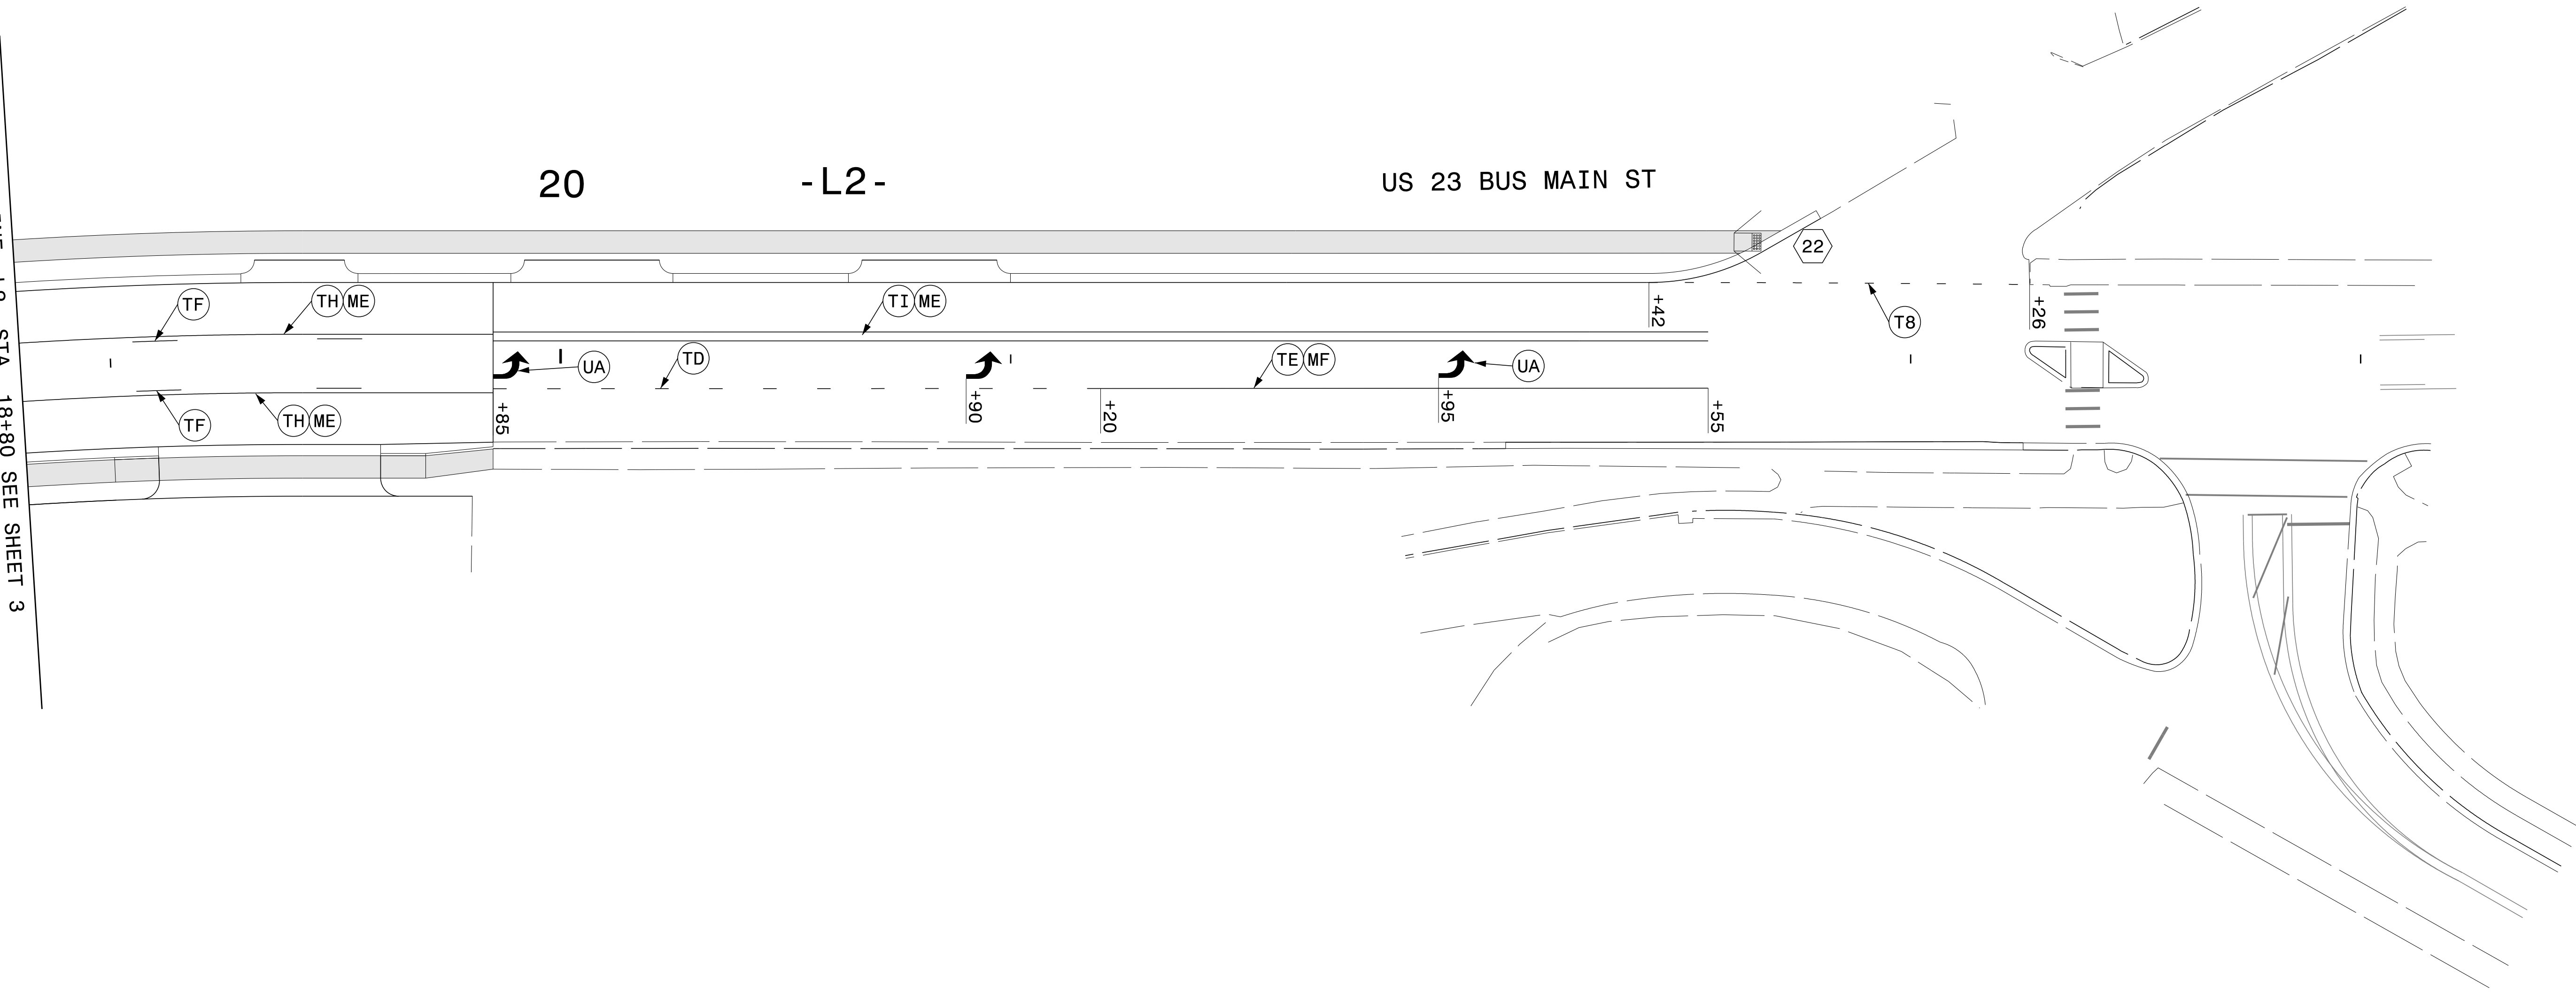 20
-L2-
US 23 BUS MAIN ST
22
TF
TH ME
TI ME
+42
T8
+26
UA
TD
TE MF
UA
TF
TH ME
+85
+90
+20
+95
+55
STA 18+80 SEE SHEET 3